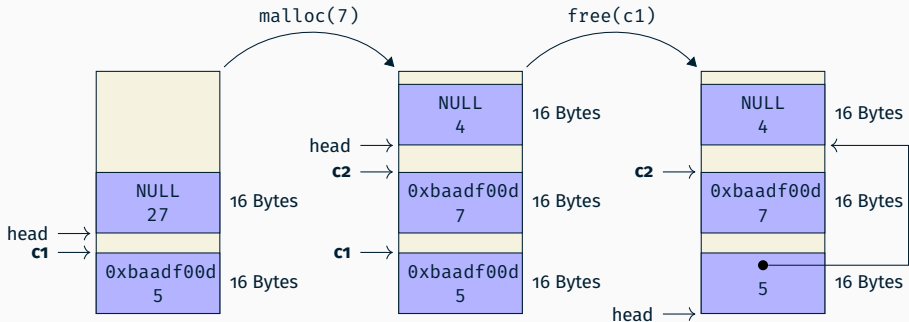 malloc(7)
free(c1)
NULL
27
16 Bytes
head
c1
0xbaadf00d
5
16 Bytes
NULL
4
16 Bytes
head
c2
0xbaadf00d
7
16 Bytes
c1
0xbaadf00d
5
16 Bytes
NULL
4
16 Bytes
c2
0xbaadf00d
7
16 Bytes
5
16 Bytes
head